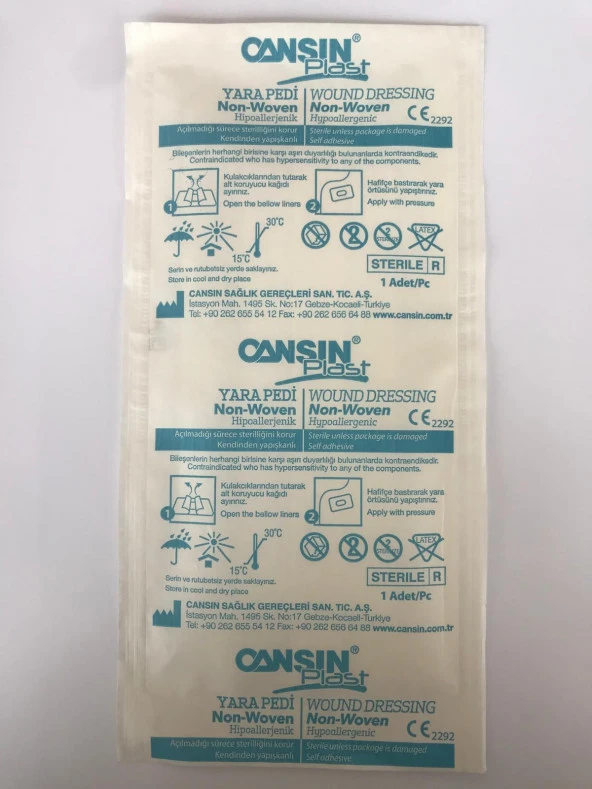 CANSIN®
Plast
YARA PEDİ WOUND DRESSING
Non-Woven Non-Woven
Hipoallerjenik Hypoallergenic CE 2292
Açılmadığı sürece sterilliğini korur Sterile unless package is damaged
Kendinden yapışkanlı Self adhesive
Bileşenlerin herhangi birisine karşı aşırı duyarlılığı bulunanlarda kontraendikedir.
Contraindicated who has hypersensitivity to any of the components.
Kulakcıklarından tutarak
alt koruyucu kağıdı
ayırınız.
1 Open the bellow liners
Hafifçe bastırarak yara
örtüsünü yapıştırınız.
2 Apply with pressure
30°C
15°C
2
LATEX
Serin ve rutubetsiz yerde saklayınız.
Store in cool and dry place
STERILE R
1 Adet/Pc
CANSIN SAĞLIK GEREÇLERİ SAN. TİC. A.Ş.
İstasyon Mah. 1495 Sk. No:17 Gebze-Kocaeli-Turkiye
Tel: +90 262 655 54 12 Fax: +90 262 656 64 88 www.cansin.com.tr
CANSIN®
Plast
YARA PEDİ WOUND DRESSING
Non-Woven Non-Woven
Hipoallerjenik Hypoallergenic CE 2292
Açılmadığı sürece sterilliğini korur Sterile unless package is damaged
Kendinden yapışkanlı Self adhesive
Bileşenlerin herhangi birisine karşı aşırı duyarlılığı bulunanlarda kontraendikedir.
Contraindicated who has hypersensitivity to any of the components.
Kulakcıklarından tutarak
alt koruyucu kağıdı
ayırınız.
1 Open the bellow liners
Hafifçe bastırarak yara
örtüsünü yapıştırınız.
2 Apply with pressure
30°C
15°C
2
LATEX
Serin ve rutubetsiz yerde saklayınız.
Store in cool and dry place
STERILE R
1 Adet/Pc
CANSIN SAĞLIK GEREÇLERİ SAN. TİC. A.Ş.
İstasyon Mah. 1495 Sk. No:17 Gebze-Kocaeli-Turkiye
Tel: +90 262 655 54 12 Fax: +90 262 656 64 88 www.cansin.com.tr
CANSIN®
Plast
YARA PEDİ WOUND DRESSING
Non-Woven Non-Woven
Hipoallerjenik Hypoallergenic CE 2292
Açılmadığı sürece sterilliğini korur Sterile unless package is damaged
Kendinden yapışkanlı Self adhesive